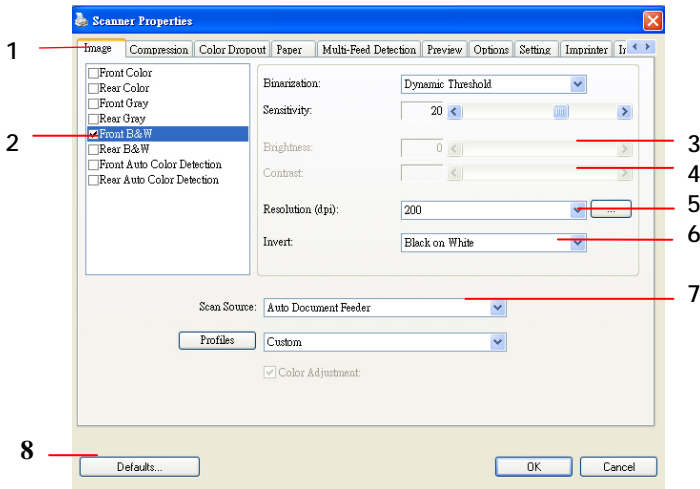 Scanner Properties
1 Image Compression Color Dropout Paper Multi-Feed Detection Preview Options Setting Imprinter
Front Color
Rear Color
Front Gray
Rear Gray
2 Front B&W
Rear B&W
Front Auto Color Detection
Rear Auto Color Detection
Binarization: Dynamic Threshold
Sensitivity: 20
Brightness: 0 3
Contrast: 4
Resolution (dpi): 200 ... 5
Invert: Black on White 6
7
Scan Source: Auto Document Feeder
Profiles Custom
Color Adjustment:
8
Defaults... OK Cancel